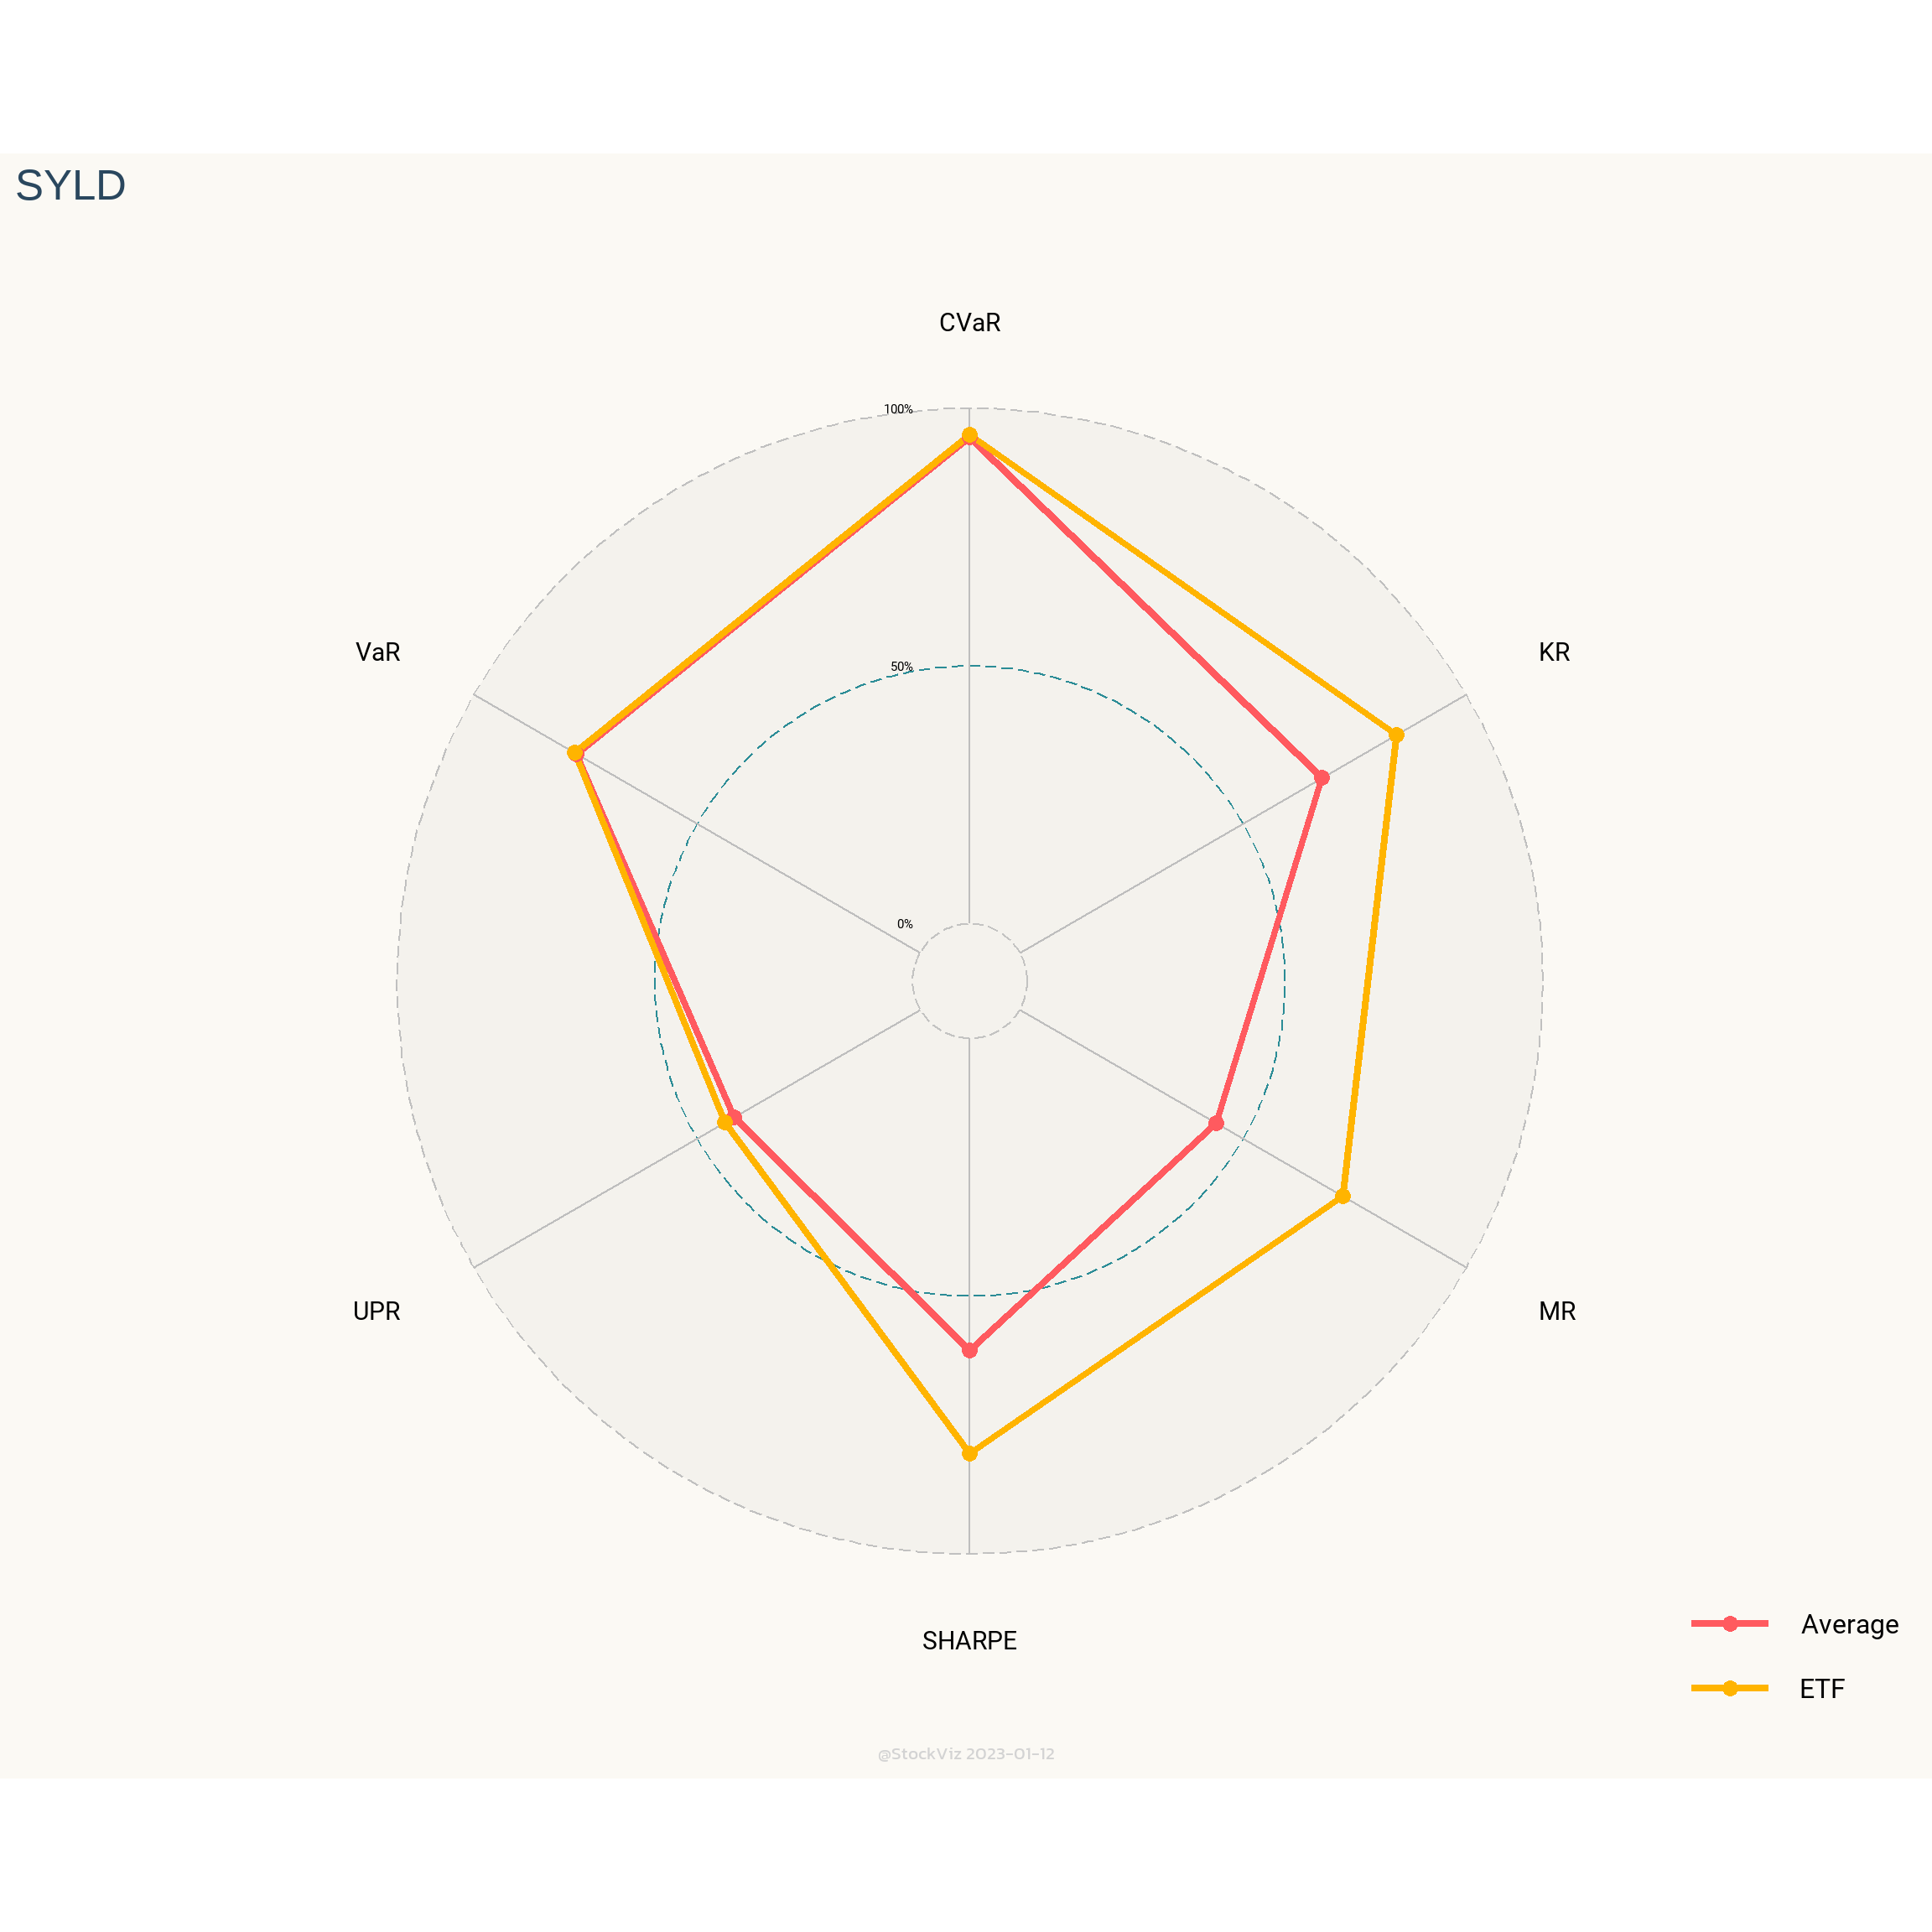 SYLD
CVaR
100%
VaR
KR
50%
0%
UPR
MR
SHARPE
Average
ETF
@StockViz 2023-01-12